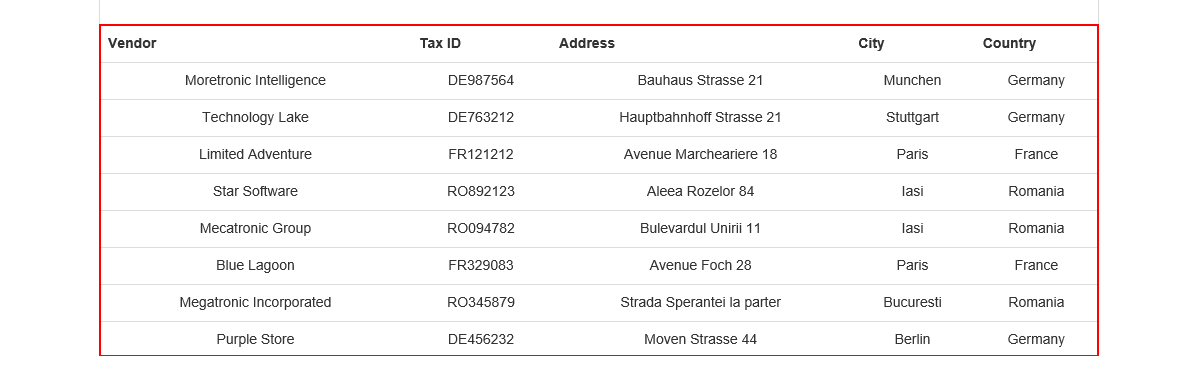 Vendor Tax ID Address City Country
Moretronic Intelligence DE987564 Bauhaus Strasse 21 Munchen Germany
Technology Lake DE763212 Hauptbahnhoff Strasse 21 Stuttgart Germany
Limited Adventure FR121212 Avenue Marcheariere 18 Paris France
Star Software RO892123 Aleea Rozelor 84 Iasi Romania
Mecatronic Group RO094782 Bulevardul Unirii 11 Iasi Romania
Blue Lagoon FR329083 Avenue Foch 28 Paris France
Megatronic Incorporated RO345879 Strada Sperantei la parter Bucuresti Romania
Purple Store DE456232 Moven Strasse 44 Berlin Germany